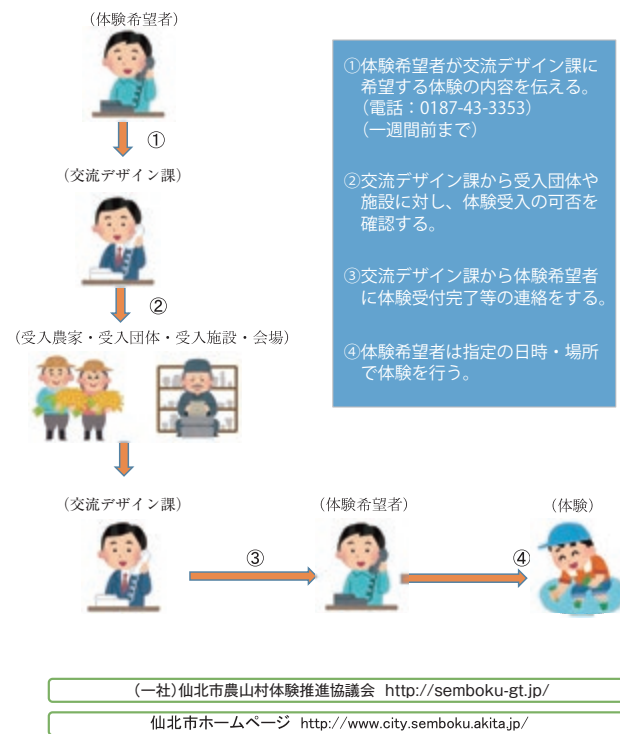 (体験希望者)
①
(交流デザイン課)
②
(受入農家・受入団体・受入施設・会場)
(交流デザイン課)
③
(体験希望者)
④
(体験)
①体験希望者が交流デザイン課に
希望する体験の内容を伝える。
(電話：0187-43-3353)
(一週間前まで)
②交流デザイン課から受入団体や
施設に対し、体験受入の可否を
確認する。
③交流デザイン課から体験希望者
に体験受付完了等の連絡をする。
④体験希望者は指定の日時・場所
で体験を行う。
(一社)仙北市農山村体験推進協議会 http://semboku-gt.jp/
仙北市ホームページ http://www.city.semboku.akita.jp/